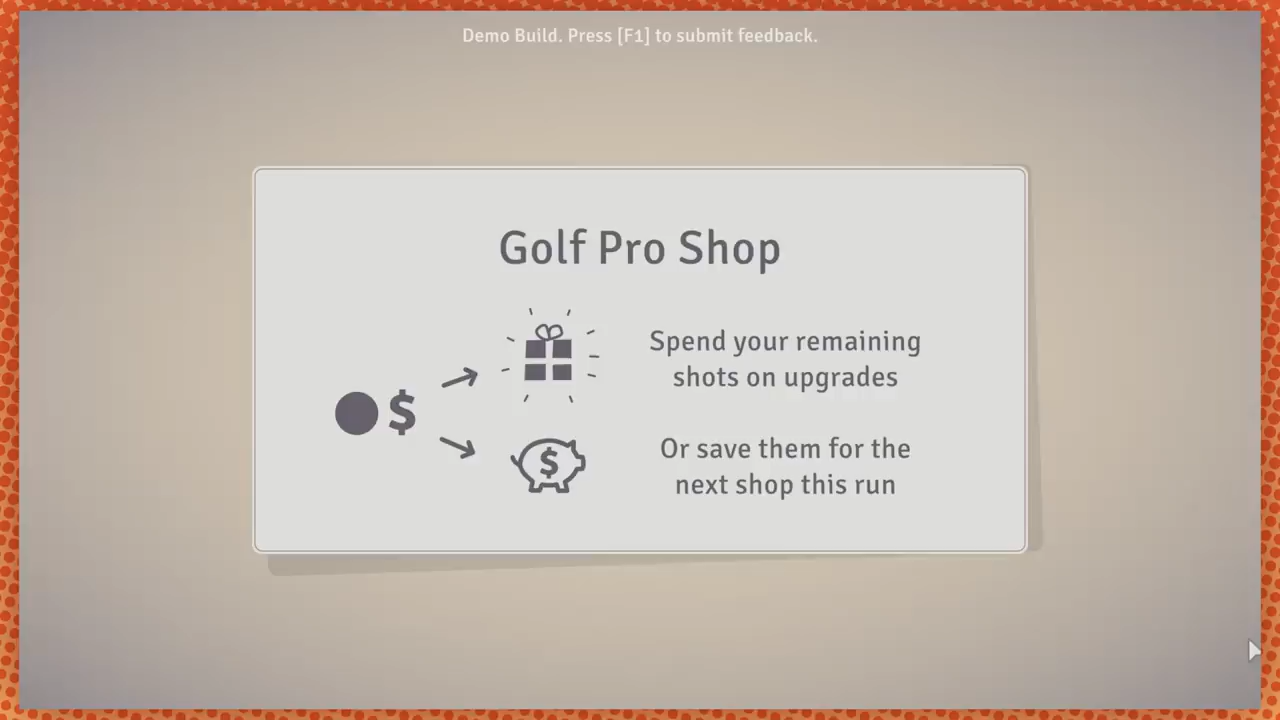 Demo Build. Press [F1] to submit feedback.
Golf Pro Shop
Spend your remaining
shots on upgrades
$
$
Or save them for the
next shop this run